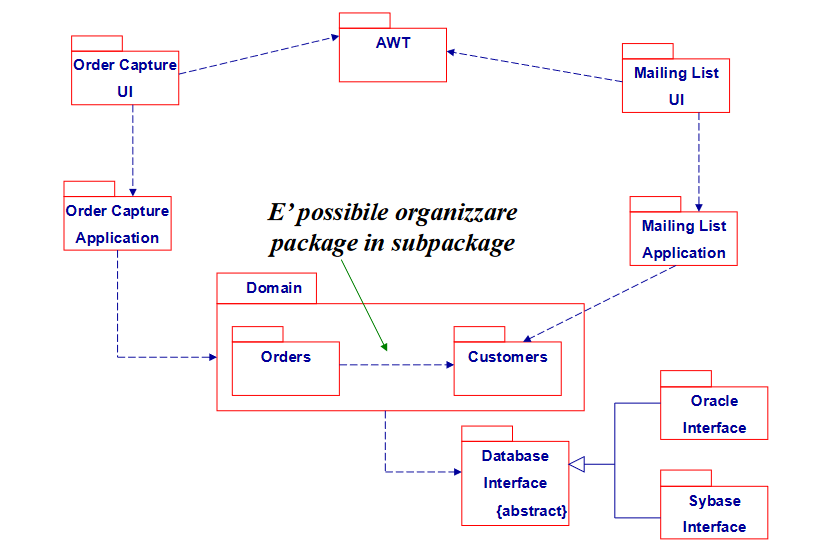 AWT
Order Capture
UI
Mailing List
UI
Order Capture
Application
E’ possibile organizzare
package in subpackage
Mailing List
Application
Domain
Orders
Customers
Oracle
Interface
Database
Interface
{abstract}
Sybase
Interface